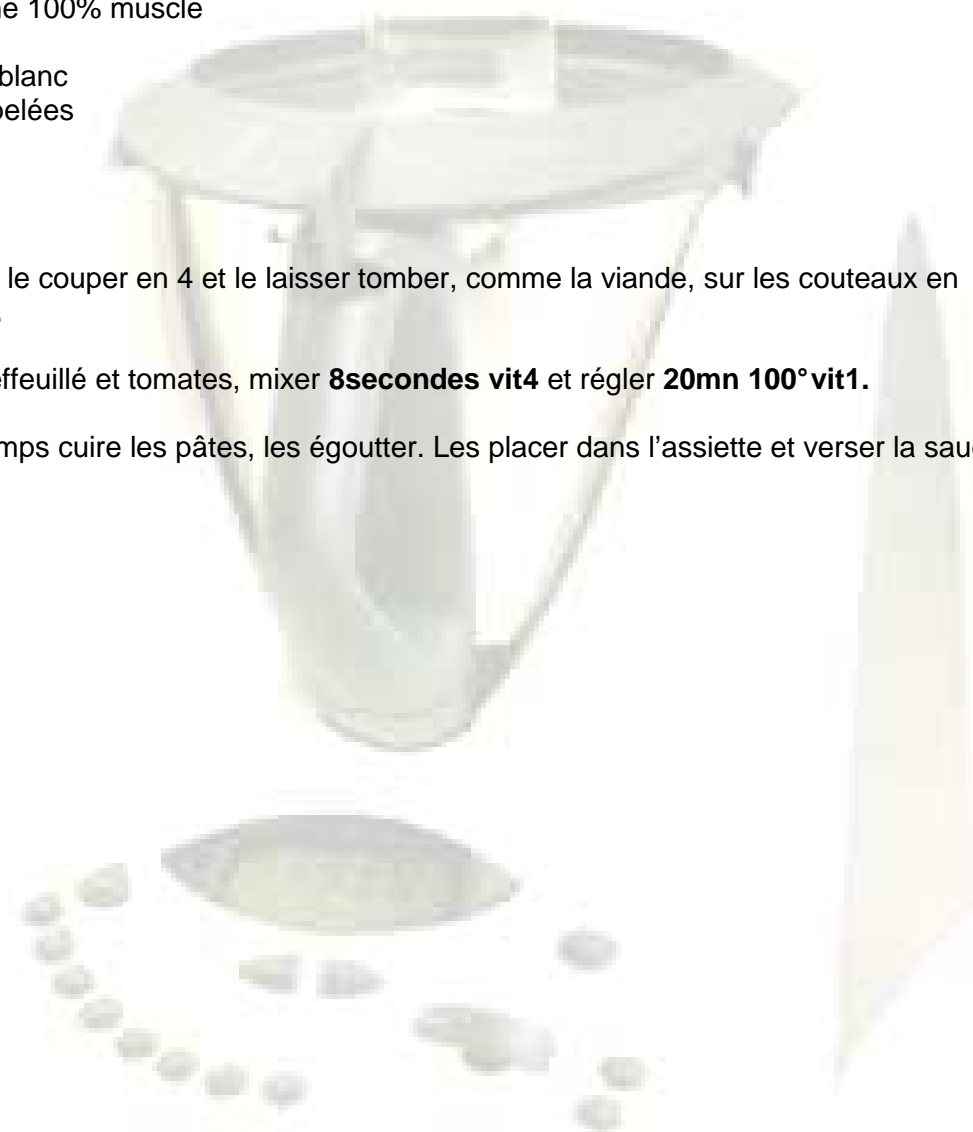 ne 100% muscle
blanc
pelées
le couper en 4 et le laisser tomber, comme la viande, sur les couteaux en
effeuillé et tomates, mixer 8secondes vit4 et régler 20mn 100° vit1.
mps cuire les pâtes, les égoutter. Les placer dans l’assiette et verser la sau